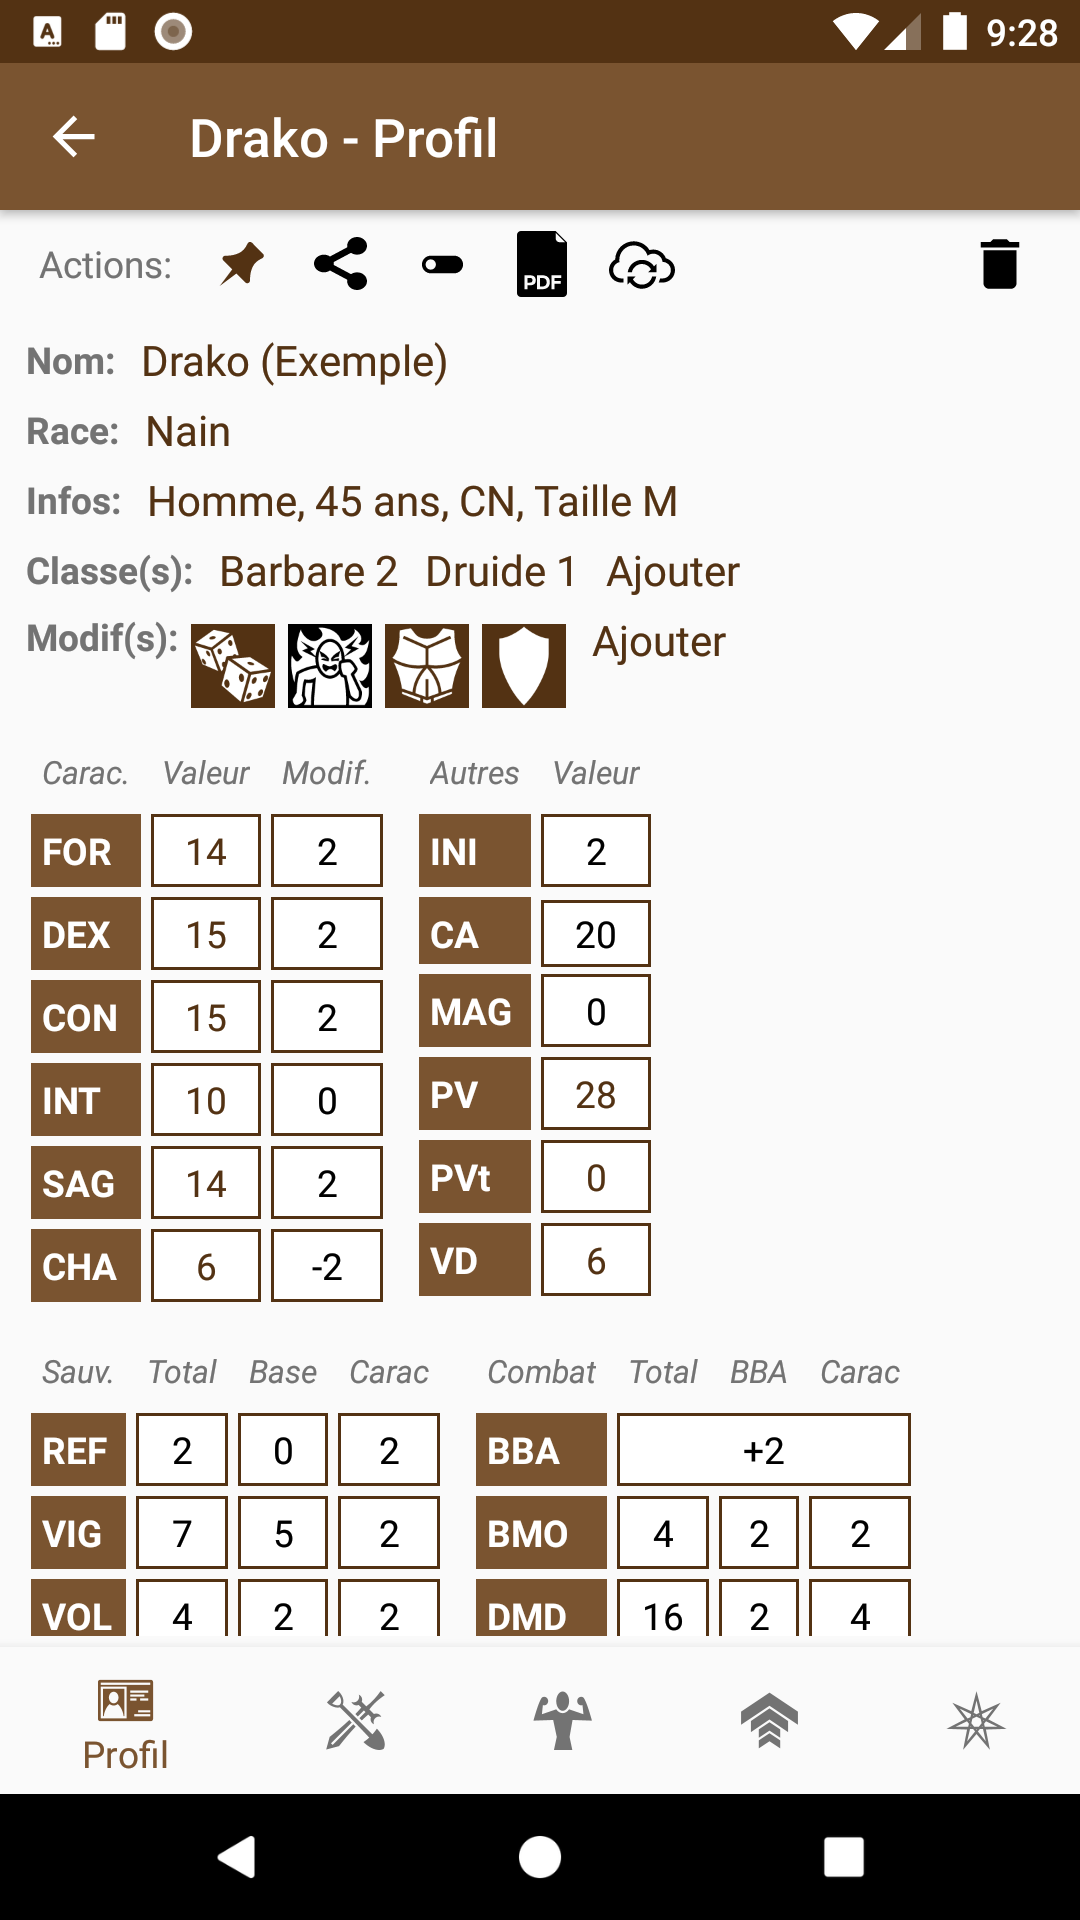 9:28
Drako - Profil
Actions: PDF
Nom: Drako (Exemple)
Race: Nain
Infos: Homme, 45 ans, CN, Taille M
Classe(s): Barbare 2 Druide 1 Ajouter
Modif(s): Ajouter
Carac. Valeur Modif. Autres Valeur
FOR 14 2 INI 2
DEX 15 2 CA 20
CON 15 2 MAG 0
INT 10 0 PV 28
SAG 14 2 PVt 0
CHA 6 -2 VD 6
Sauv. Total Base Carac Combat Total BBA Carac
REF 2 0 2 BBA +2
VIG 7 5 2 BMO 4 2 2
VOL 4 2 2 DMD 16 2 4
Profil